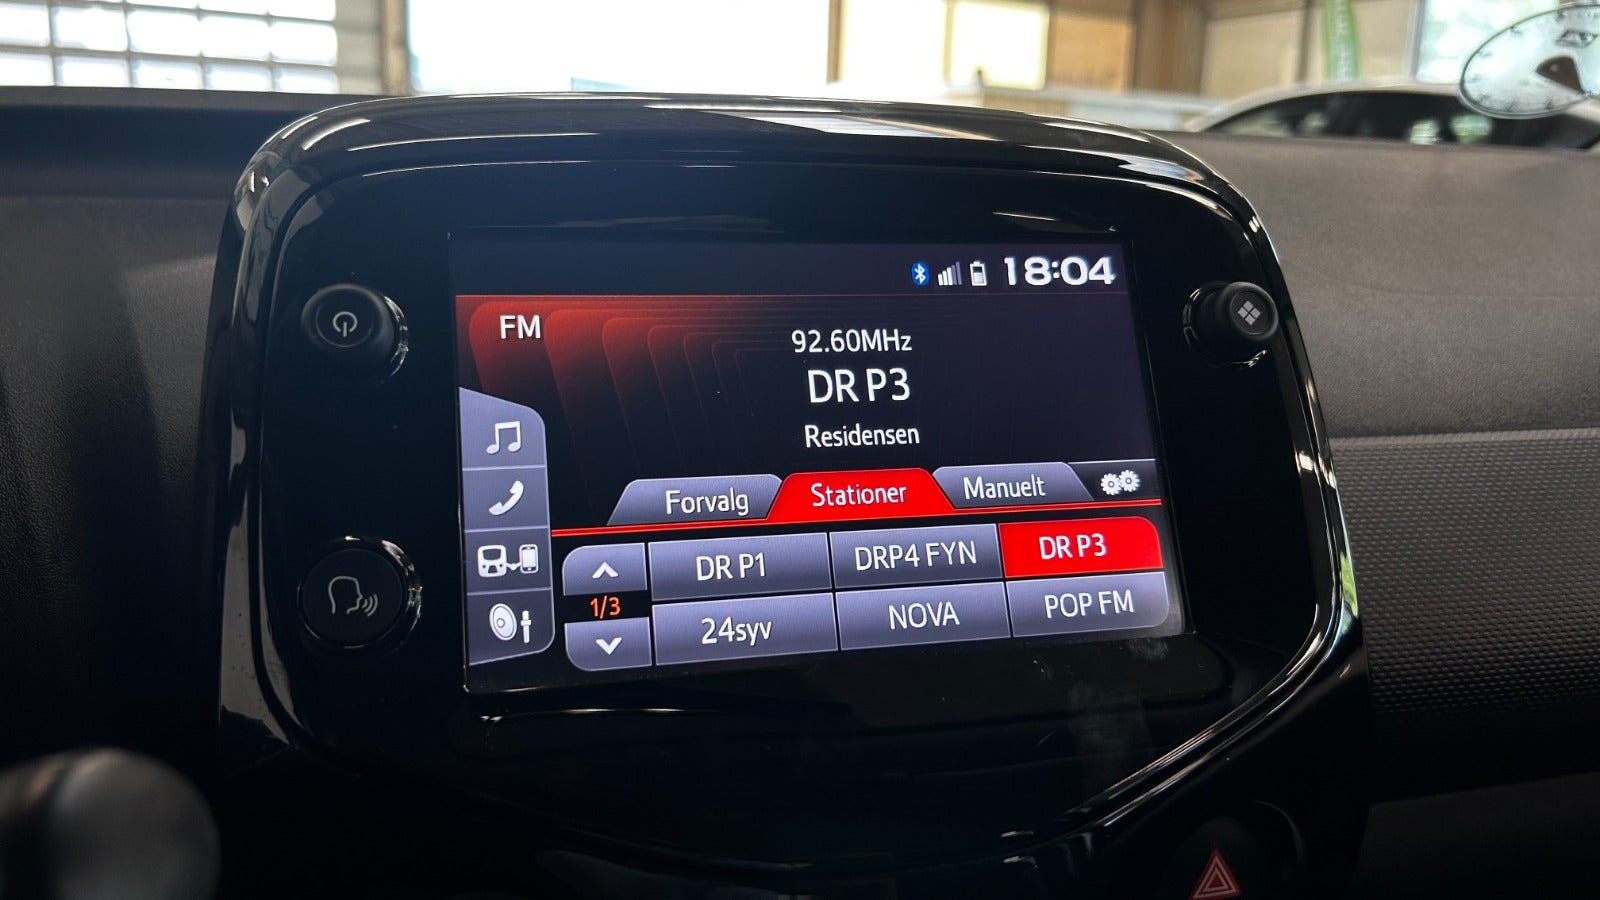 18:04
FM
92.60MHz
DR P3
Residensen
Forvalg
Stationer
Manuelt
DR P1
DRP4 FYN
DR P3
1/3
24syv
NOVA
POP FM